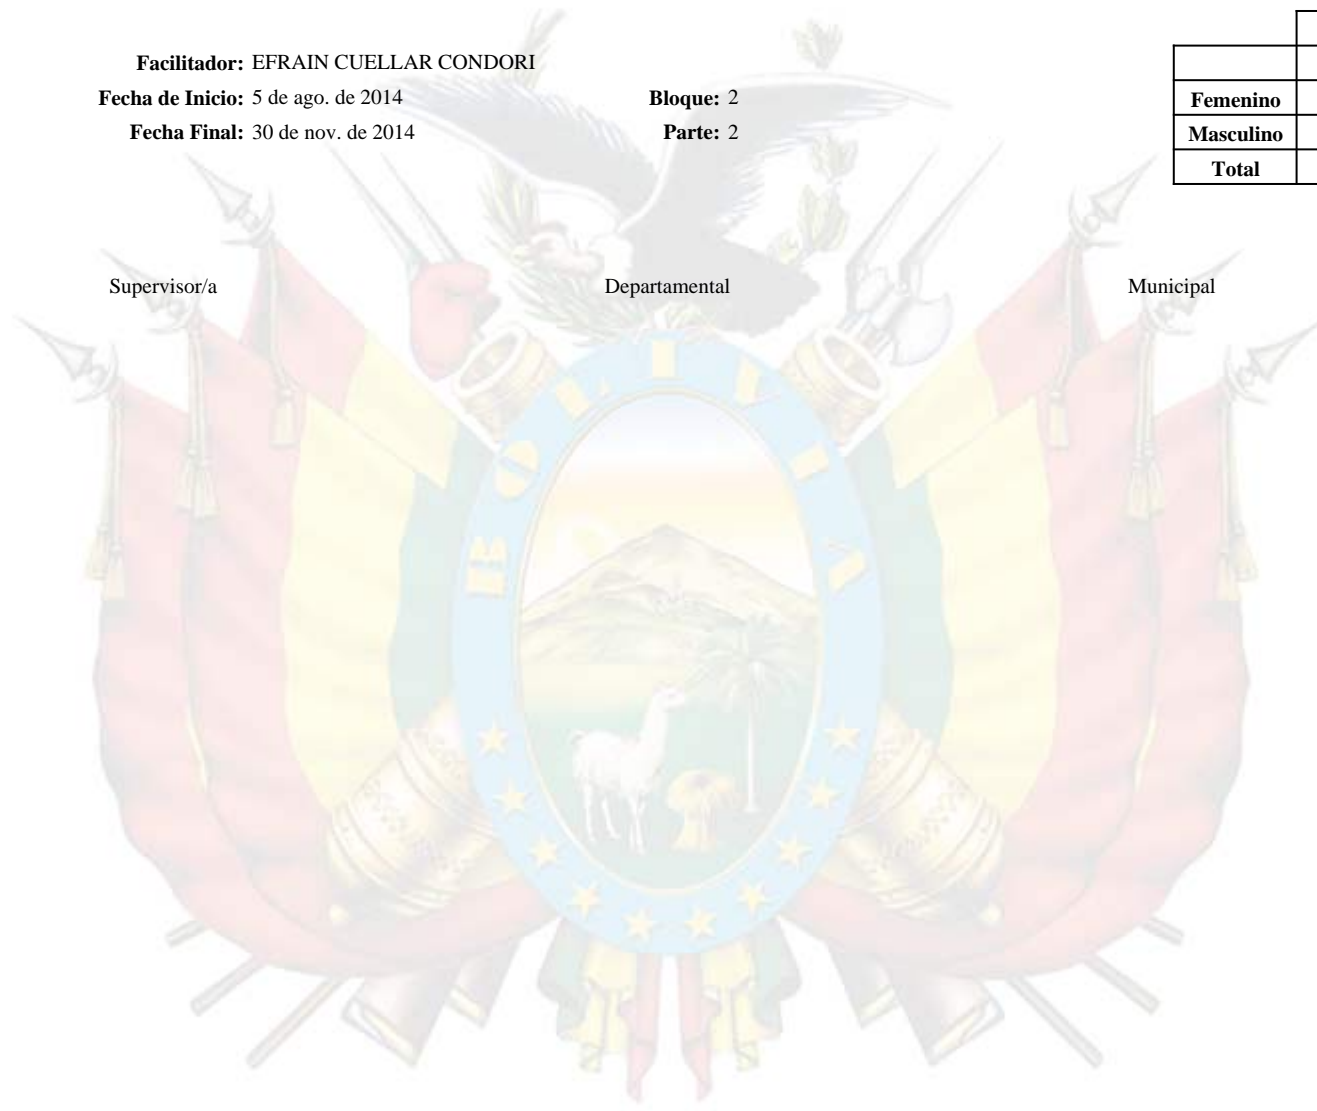 Facilitador: EFRAIN CUELLAR CONDORI
Fecha de Inicio: 5 de ago. de 2014 Bloque: 2
Fecha Final: 30 de nov. de 2014 Parte: 2
Femenino
Masculino
Total
Supervisor/a Departamental Municipal
BOLIVIA